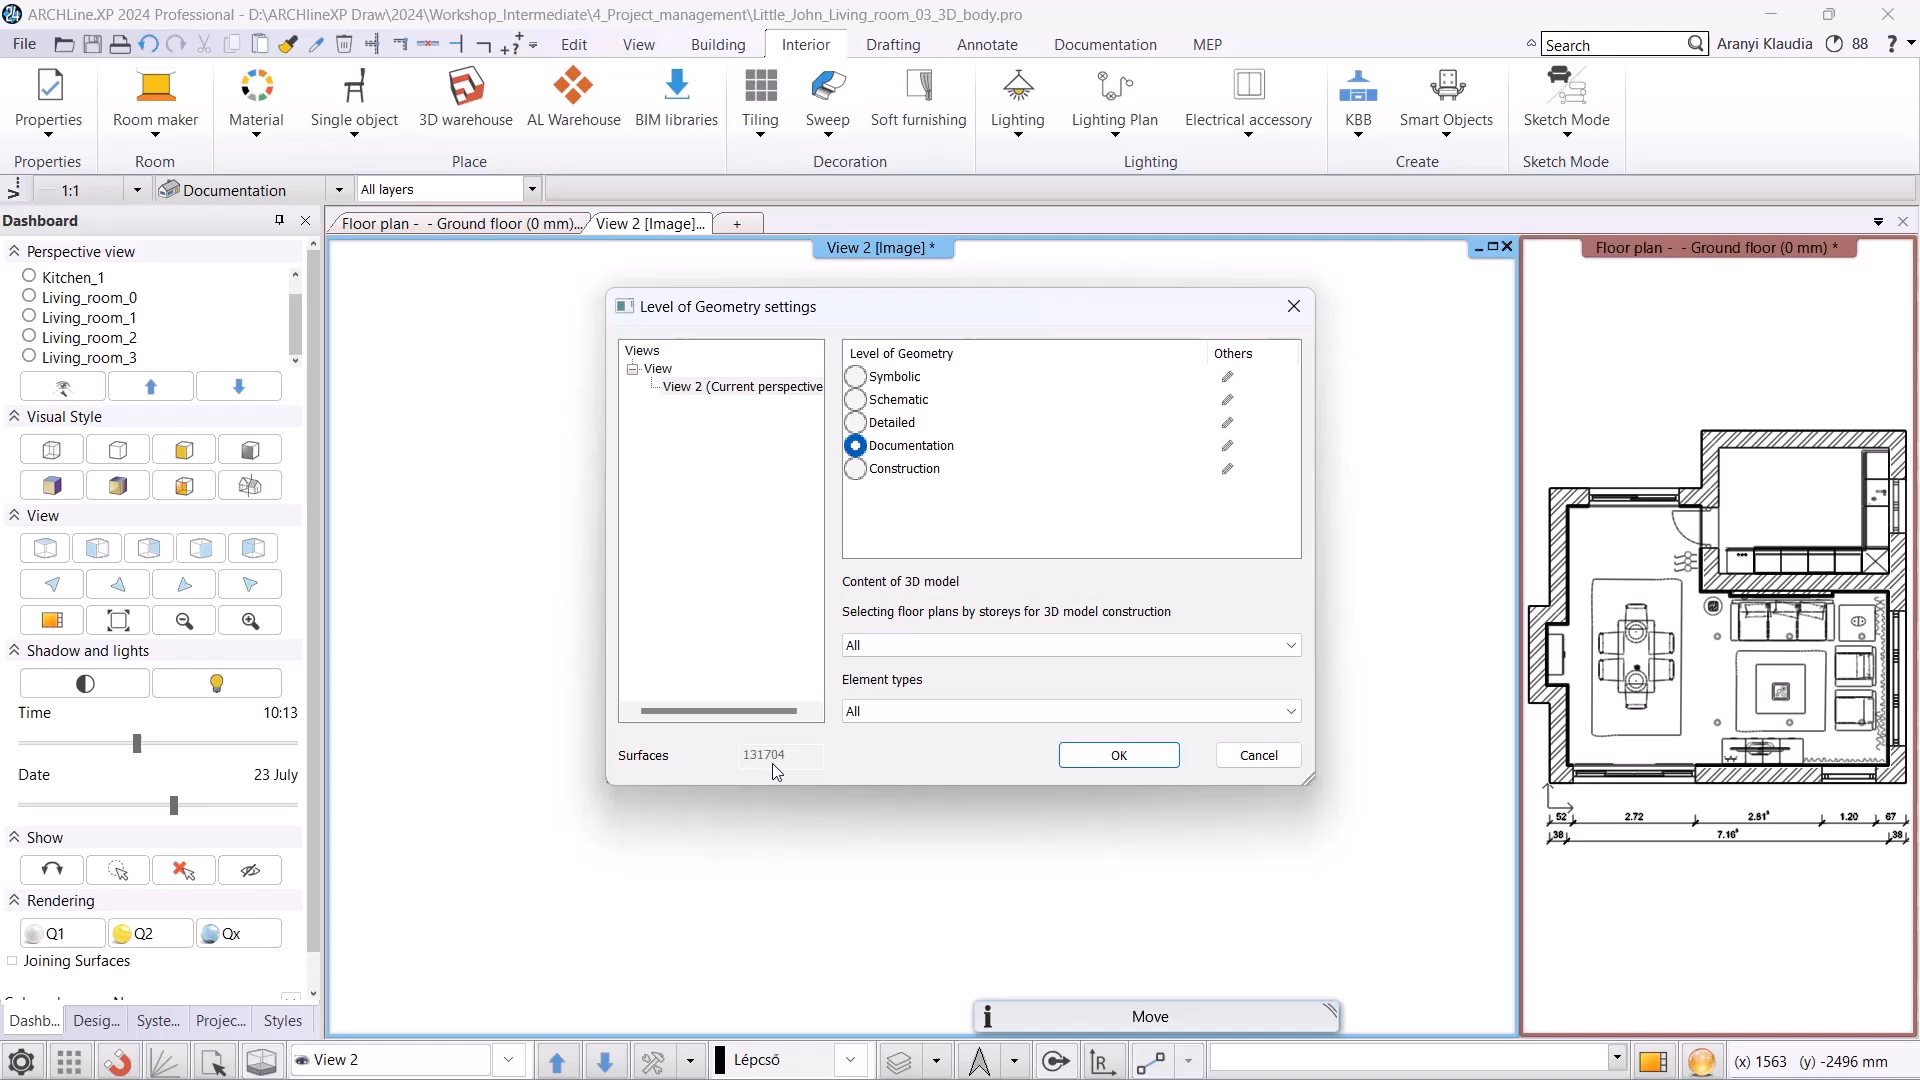 ARCHLine.XP 2024 Professional - D:\ARCHlineXP Draw\2024\Workshop_Intermediate\4_Project_management\Little_John_Living_room_03_3D_body.pro
File Edit View Building Interior Drafting Annotate Documentation MEP Search Aranyi Klaudia 88 ?
Properties Room maker Material Single object 3D warehouse AL Warehouse BIM libraries Tiling Sweep Soft furnishing Lighting Lighting Plan Electrical accessory KBB Smart Objects Sketch Mode
Properties Room Place Decoration Lighting Create Sketch Mode
1:1 Documentation All layers
Dashboard
Floor plan - - Ground floor (0 mm)... View 2 [Image]... +
View 2 [Image] *
Floor plan - - Ground floor (0 mm) *
Perspective view
Kitchen_1
Living_room_0
Living_room_1
Living_room_2
Living_room_3
Visual Style
View
Shadow and lights
Time 10:13
Date 23 July
Show
Rendering
Q1 Q2 Qx
Joining Surfaces
Dashb... Desig... Syste... Projec... Styles
Level of Geometry settings
Views
View
View 2 (Current perspective
Level of Geometry Others
Symbolic
Schematic
Detailed
Documentation
Construction
Content of 3D model
Selecting floor plans by storeys for 3D model construction
All
Element types
All
Surfaces 131704 OK Cancel
52 2.72 2.81⁵ 1.20 67
38 7.16⁵ 38
Move
View 2 Lépcső (x) 1563 (y) -2496 mm